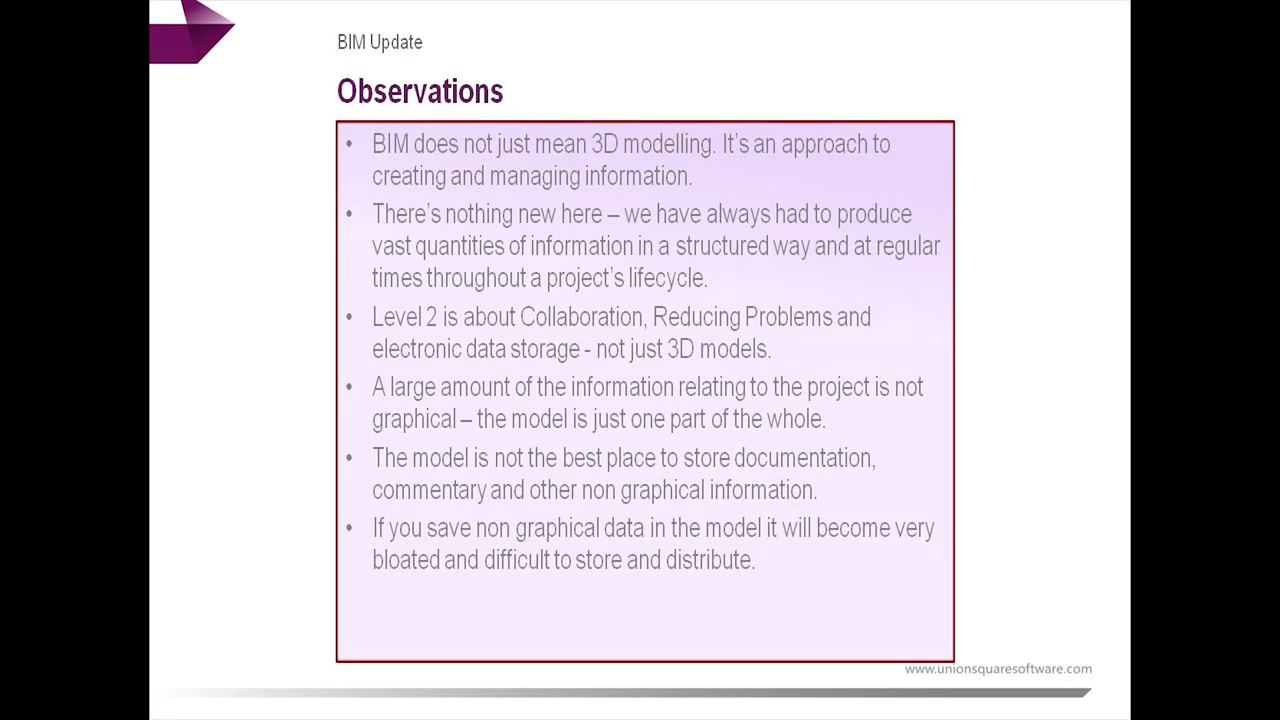 BIM Update
Observations
• BIM does not just mean 3D modelling. It's an approach to
creating and managing information.
• There's nothing new here – we have always had to produce
vast quantities of information in a structured way and at regular
times throughout a project's lifecycle.
• Level 2 is about Collaboration, Reducing Problems and
electronic data storage - not just 3D models.
• A large amount of the information relating to the project is not
graphical – the model is just one part of the whole.
• The model is not the best place to store documentation,
commentary and other non graphical information.
• If you save non graphical data in the model it will become very
bloated and difficult to store and distribute.
www.unionsquaresoftware.com